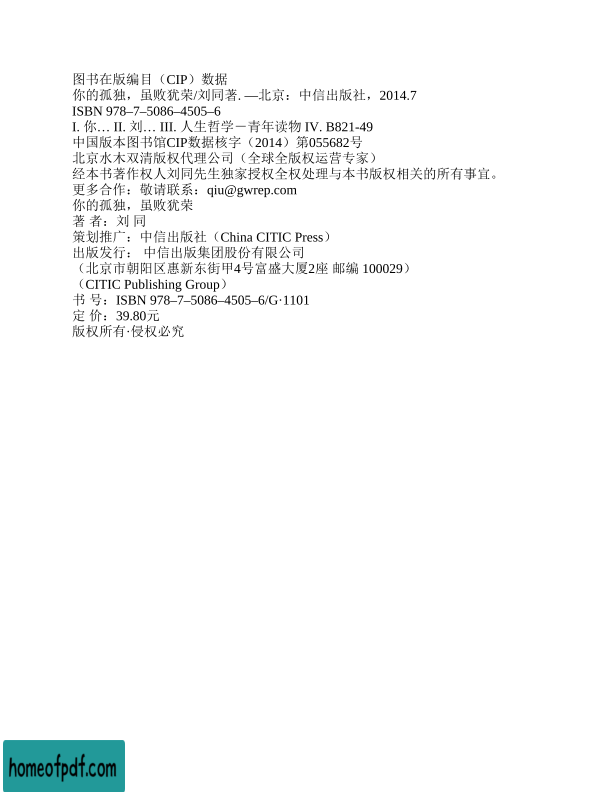 图书在版编目（CIP）数据
你的孤独，虽败犹荣/刘同著. —北京：中信出版社，2014.7
ISBN 978–7–5086–4505–6
I. 你… II. 刘… III. 人生哲学－青年读物 IV. B821-49
中国版本图书馆CIP数据核字（2014）第055682号
北京水木双清版权代理公司（全球全版权运营专家）
经本书著作权人刘同先生独家授权全权处理与本书版权相关的所有事宜。
更多合作：敬请联系：qiu@gwrep.com
你的孤独，虽败犹荣
著 者：刘 同
策划推广：中信出版社（China CITIC Press）
出版发行： 中信出版集团股份有限公司
（北京市朝阳区惠新东街甲4号富盛大厦2座 邮编 100029）
（CITIC Publishing Group）
书 号：ISBN 978–7–5086–4505–6/G·1101
定 价：39.80元
版权所有·侵权必究
homeofpdf.com